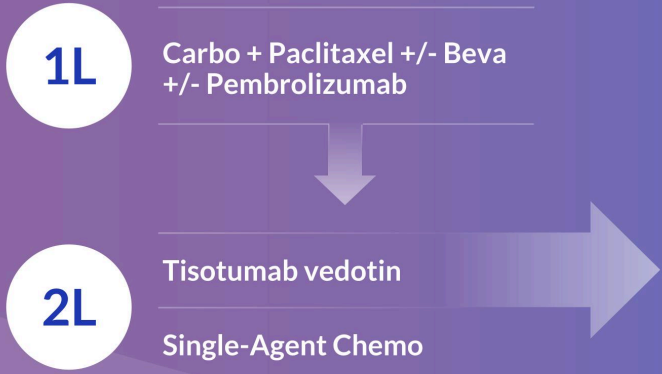 1L
Carbo + Paclitaxel +/- Beva
+/- Pembrolizumab
2L
Tisotumab vedotin
Single-Agent Chemo